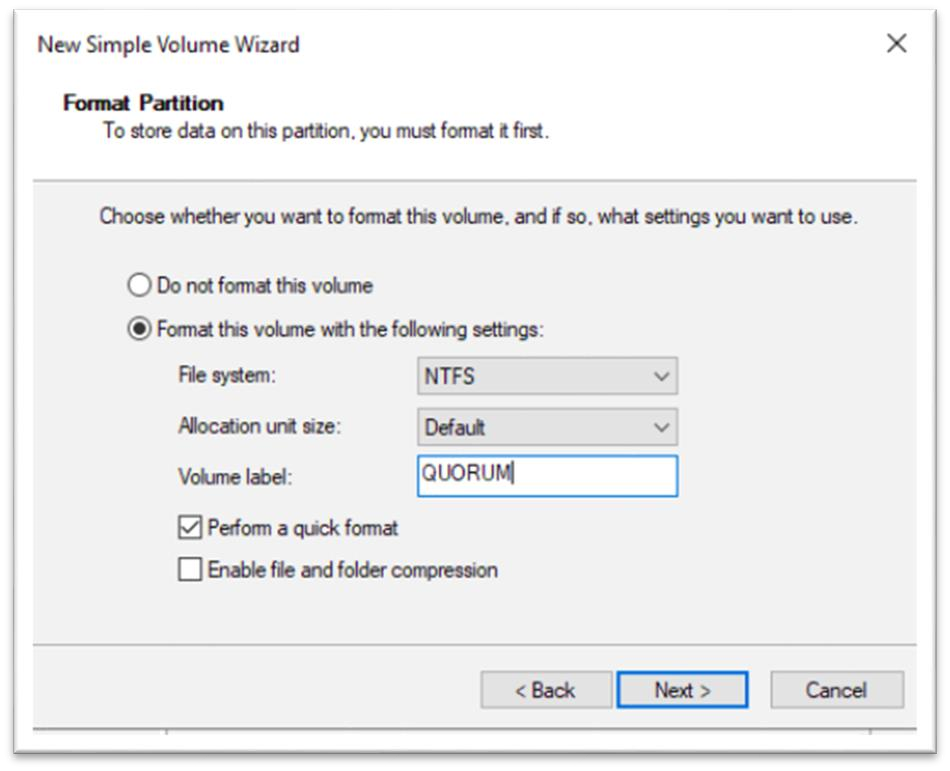 New Simple Volume Wizard
Format Partition
To store data on this partition, you must format it first.
Choose whether you want to format this volume, and if so, what settings you want to use.
Do not format this volume
Format this volume with the following settings:
File system: NTFS
Allocation unit size: Default
Volume label: QUORUM
Perform a quick format
Enable file and folder compression
< Back Next > Cancel